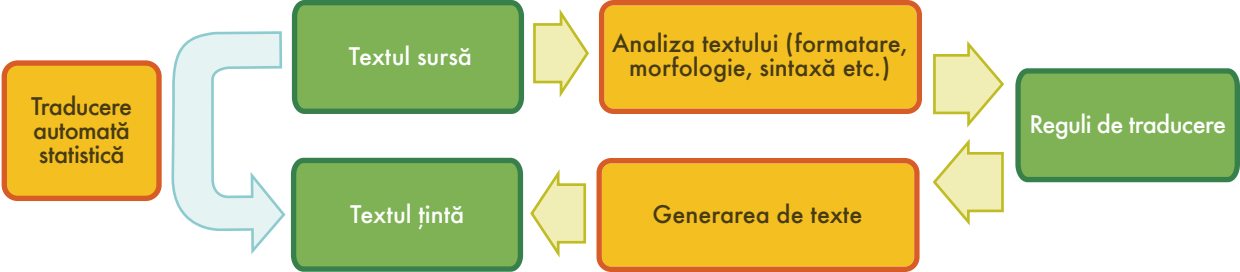 Traducere
automată
statistică
Textul sursă
Analiza textului (formatare,
morfologie, sintaxă etc.)
Reguli de traducere
Generarea de texte
Textul țintă